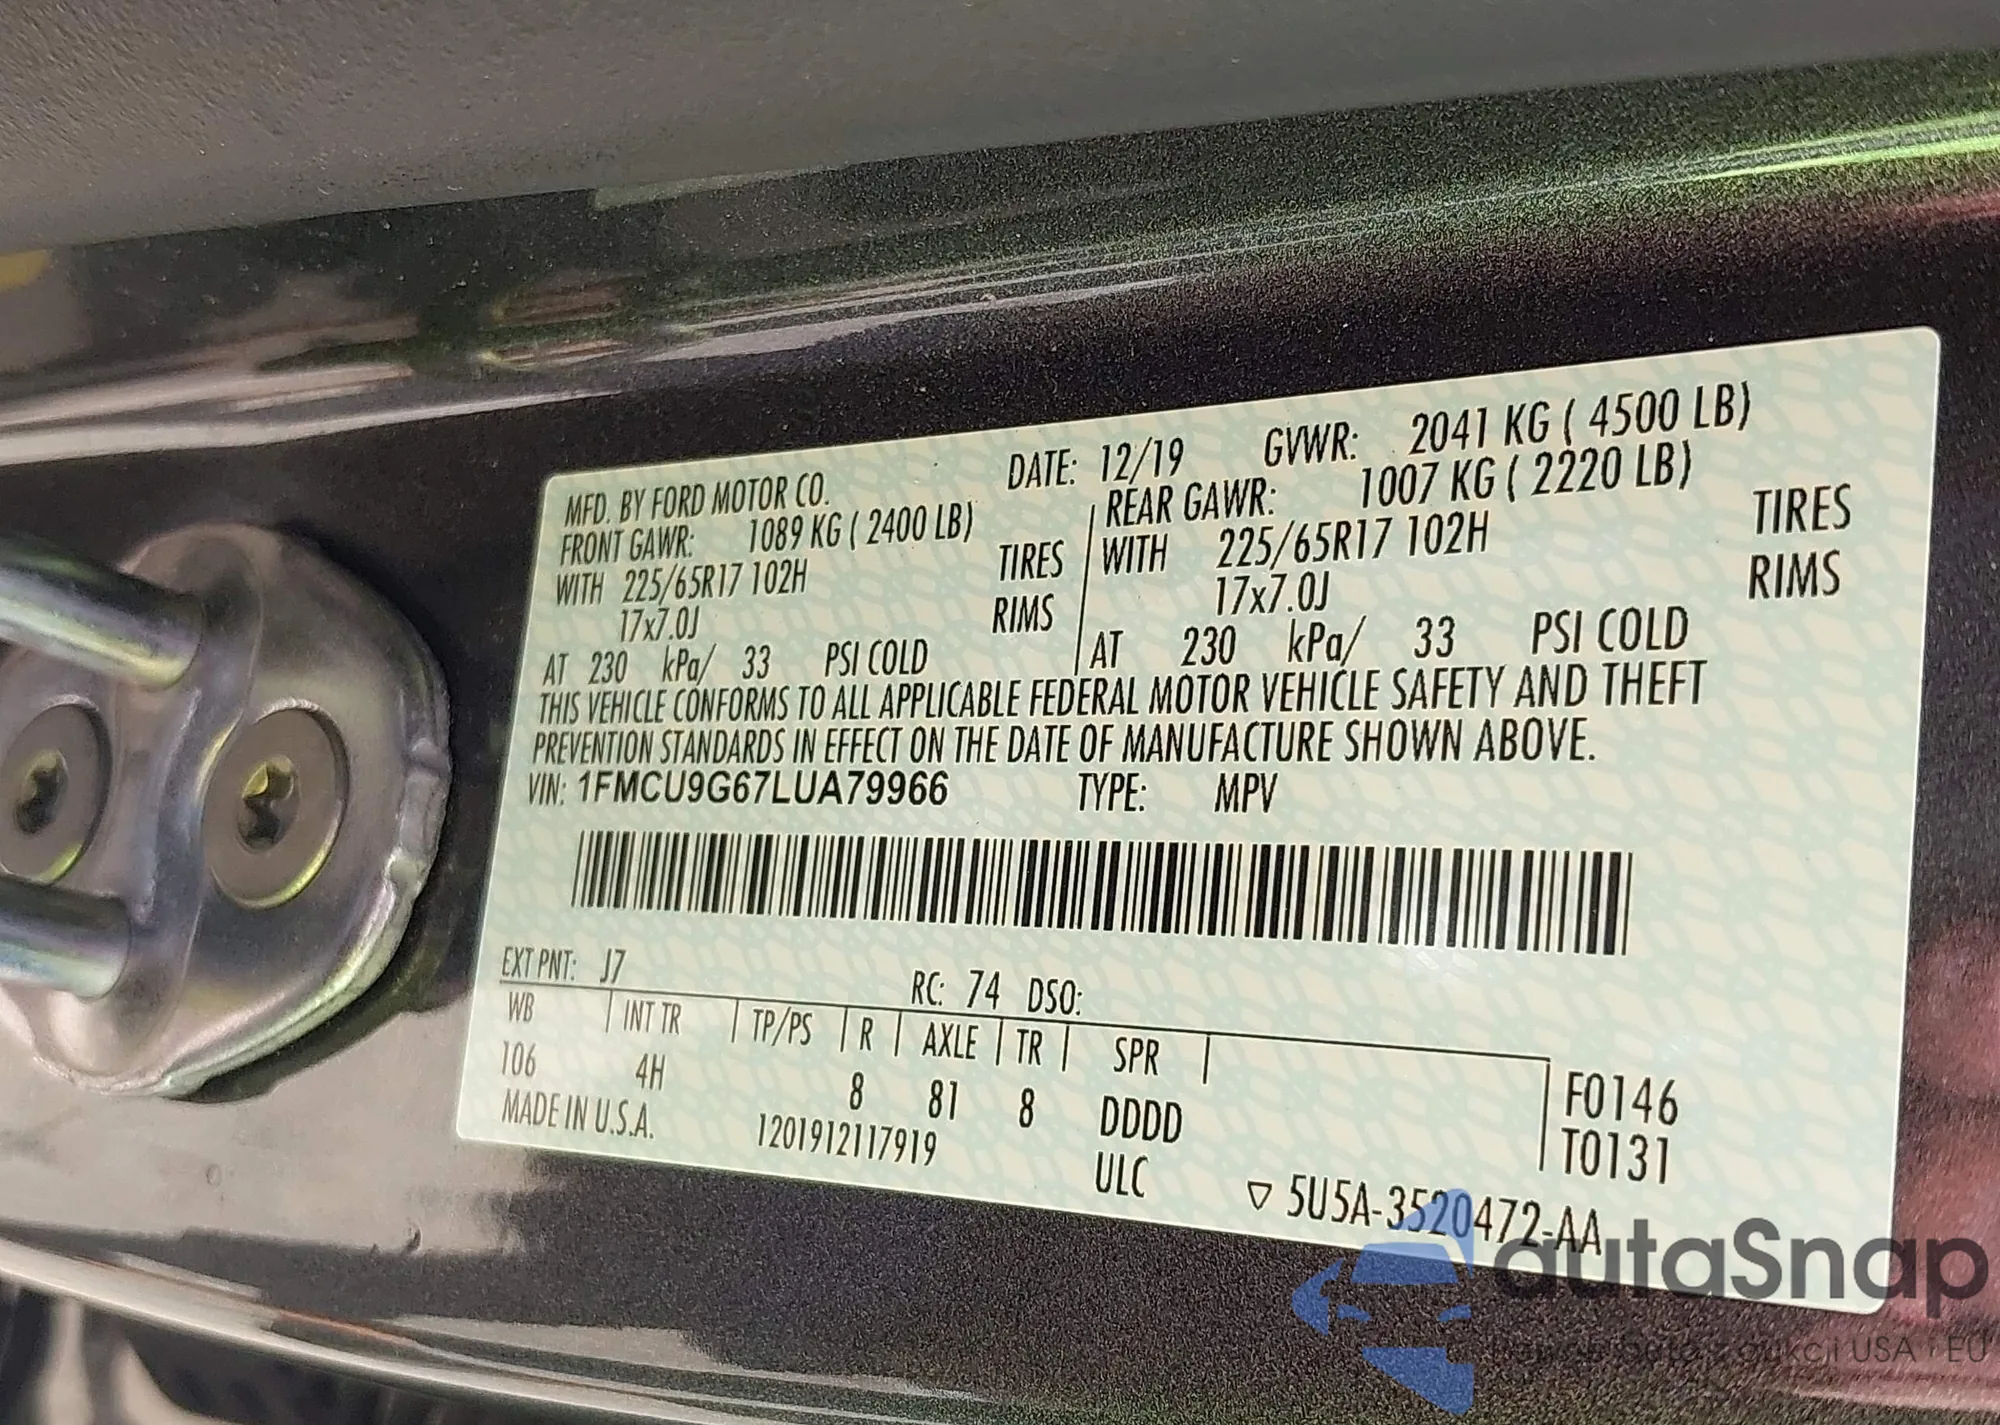 MFD. BY FORD MOTOR CO. DATE: 12/19 GVWR: 2041 KG ( 4500 LB)
FRONT GAWR: 1089 KG ( 2400 LB) REAR GAWR: 1007 KG ( 2220 LB)
WITH 225/65R17 102H TIRES WITH 225/65R17 102H TIRES
17x7.0J RIMS 17x7.0J RIMS
AT 230 kPa/ 33 PSI COLD AT 230 kPa/ 33 PSI COLD
THIS VEHICLE CONFORMS TO ALL APPLICABLE FEDERAL MOTOR VEHICLE SAFETY AND THEFT
PREVENTION STANDARDS IN EFFECT ON THE DATE OF MANUFACTURE SHOWN ABOVE.
VIN: 1FMCU9G67LUA79966 TYPE: MPV
EXT PNT: J7 RC: 74 DSO:
WB INT TR TP/PS R AXLE TR SPR
106 4H 8 81 8 DDDD F0146
MADE IN U.S.A. 1201912117919 ULC T0131
▽ 5U5A-3520472-AA
autaSnap
USA i EU